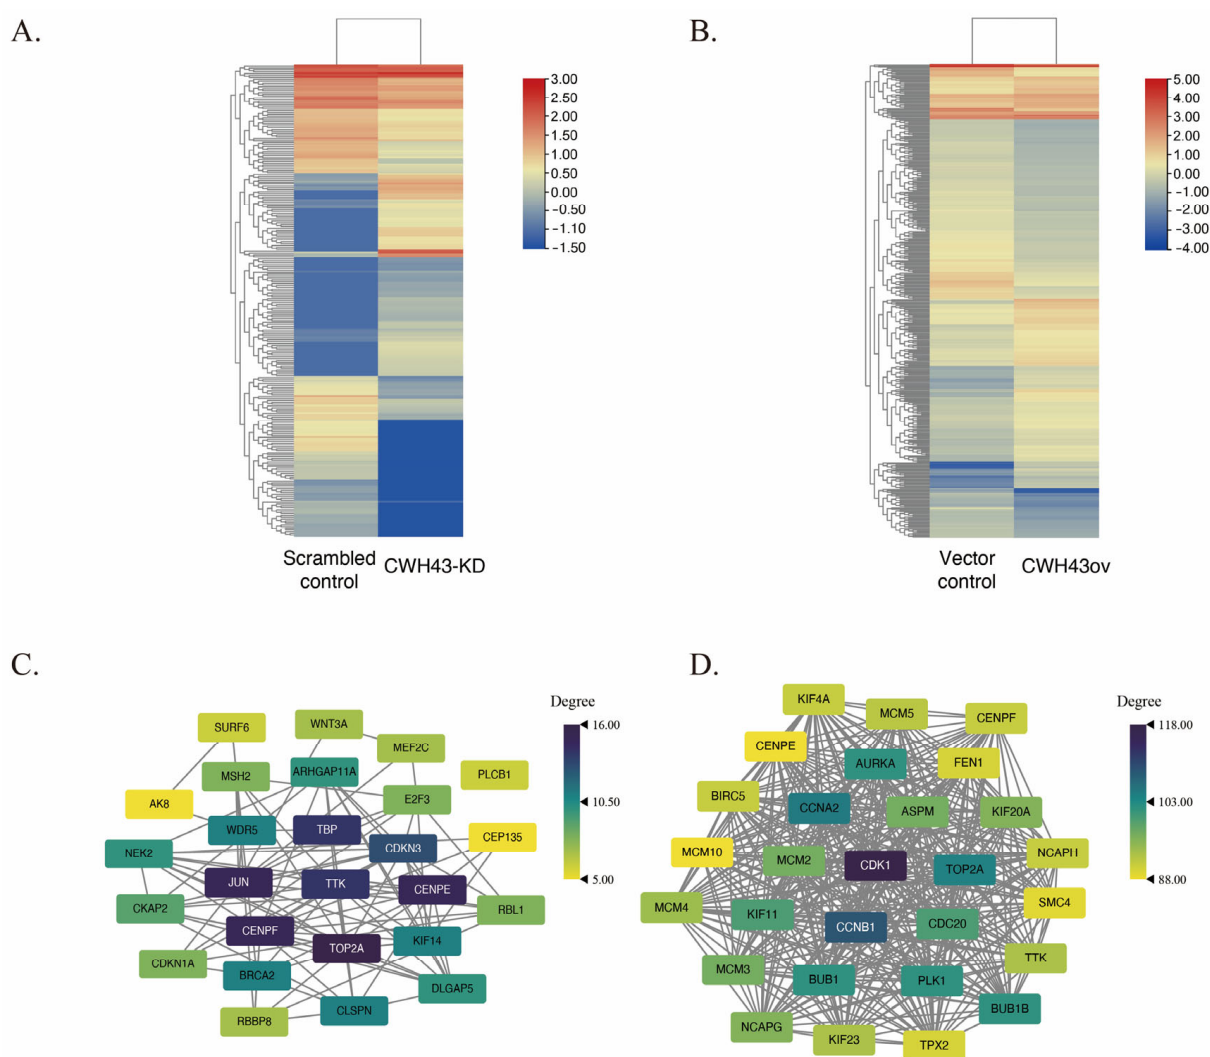 A.
B.
3.00
2.50
2.00
1.50
1.00
0.50
0.00
−0.50
−1.10
−1.50
5.00
4.00
3.00
2.00
1.00
0.00
−1.00
−2.00
−3.00
−4.00
Scrambled
control
CWH43-KD
Vector
control
CWH43ov
C.
D.
Degree
16.00
10.50
5.00
SURF6
WNT3A
MEF2C
MSH2
ARHGAP11A
PLCB1
AK8
E2F3
WDR5
TBP
CEP135
NEK2
CDKN3
JUN
TTK
CENPE
CKAP2
RBL1
CENPF
TOP2A
KIF14
CDKN1A
BRCA2
DLGAP5
RBBP8
CLSPN
Degree
118.00
103.00
88.00
KIF4A
MCM5
CENPF
CENPE
AURKA
FEN1
BIRC5
CCNA2
ASPM
KIF20A
MCM10
MCM2
CDK1
TOP2A
SMC4
MCM4
KIF11
CCNB1
CDC20
TTK
MCM3
BUB1
PLK1
BUB1B
NCAPG
KIF23
TPX2